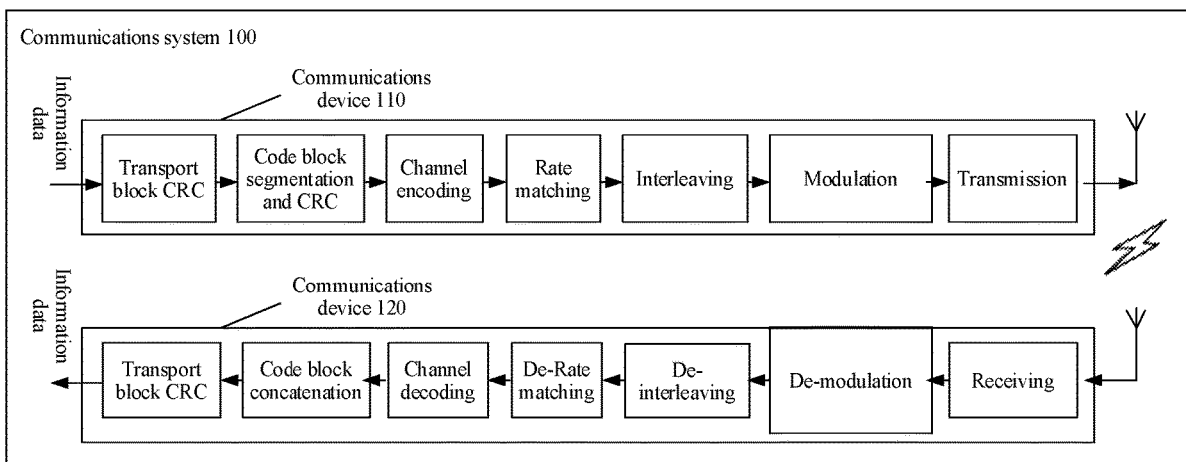 Communications system 100
Communications
device 110
Information
data
Transport
block CRC
Code block
segmentation
and CRC
Channel
encoding
Rate
matching
Interleaving
Modulation
Transmission
Communications
device 120
Information
data
Transport
block CRC
Code block
concatenation
Channel
decoding
De-Rate
matching
De-
interleaving
De-modulation
Receiving